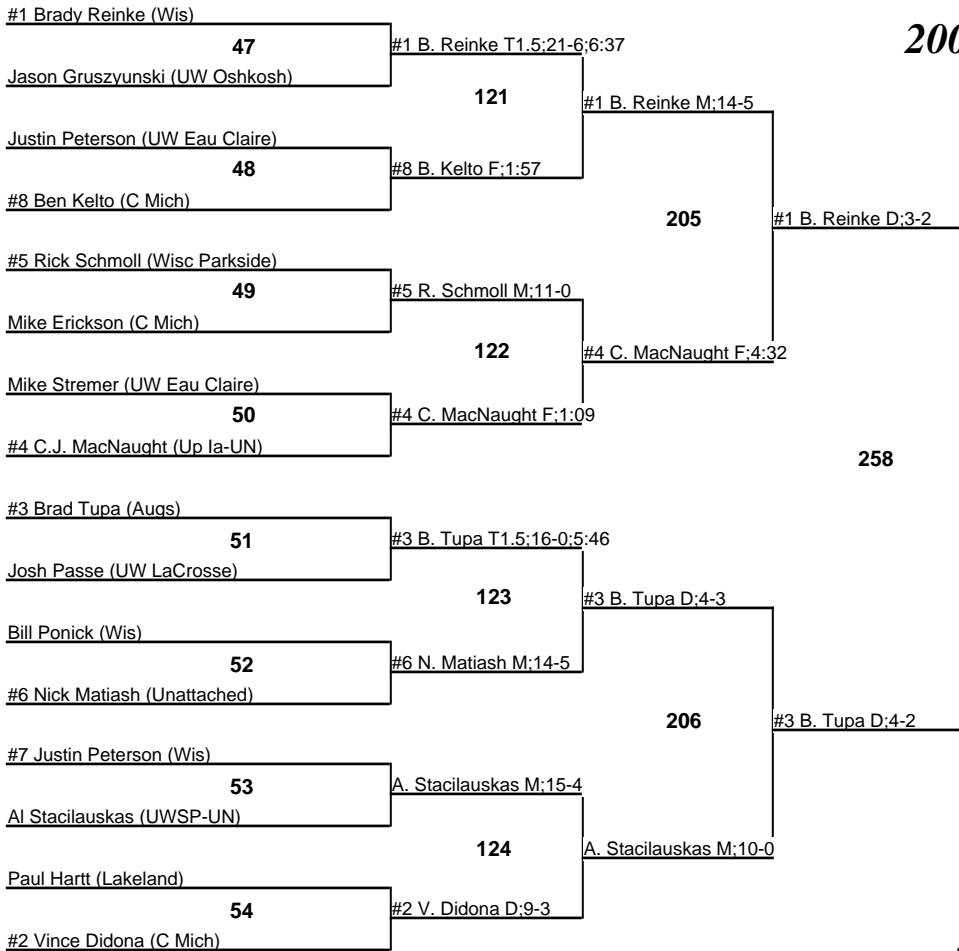 #1 Brady Reinke (Wis)
200
47
#1 B. Reinke T1.5;21-6;6:37
Jason Gruszyunski (UW Oshkosh)
121
#1 B. Reinke M;14-5
Justin Peterson (UW Eau Claire)
48
#8 B. Kelto F;1:57
#8 Ben Kelto (C Mich)
205
#1 B. Reinke D;3-2
#5 Rick Schmoll (Wisc Parkside)
49
#5 R. Schmoll M;11-0
Mike Erickson (C Mich)
122
#4 C. MacNaught F;4:32
Mike Stremer (UW Eau Claire)
50
#4 C. MacNaught F;1:09
#4 C.J. MacNaught (Up Ia-UN)
258
#3 Brad Tupa (Augs)
51
#3 B. Tupa T1.5;16-0;5:46
Josh Passe (UW LaCrosse)
123
#3 B. Tupa D;4-3
Bill Ponick (Wis)
52
#6 N. Matiash M;14-5
#6 Nick Matiash (Unattached)
206
#3 B. Tupa D;4-2
#7 Justin Peterson (Wis)
53
A. Stacilauskas M;15-4
Al Stacilauskas (UWSP-UN)
124
A. Stacilauskas M;10-0
Paul Hartt (Lakeland)
54
#2 V. Didona D;9-3
#2 Vince Didona (C Mich)